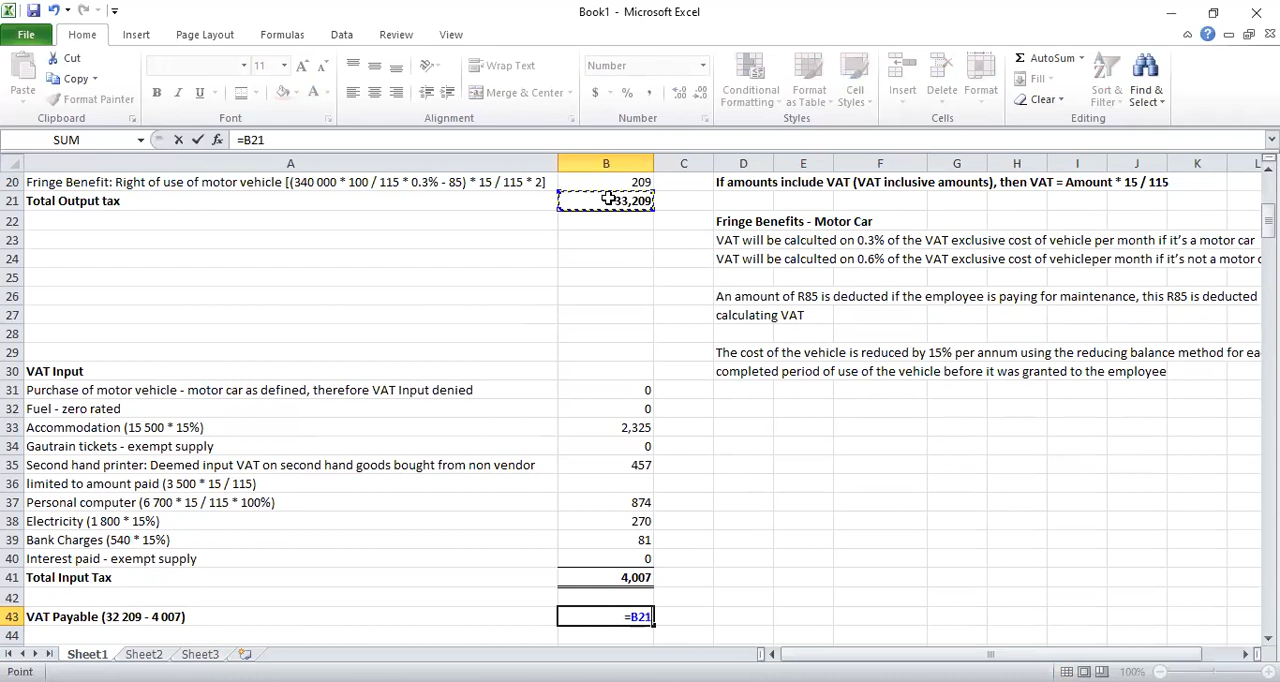 Book1 - Microsoft Excel
File Home Insert Page Layout Formulas Data Review View
Paste
Cut
Copy
Format Painter
Clipboard
11
A A
B I U A
Font
Wrap Text
Merge & Center
Alignment
Number
$ % ,
Number
Conditional Formatting
Format as Table
Cell Styles
Styles
Insert Delete Format
Cells
AutoSum
Fill
Clear
Sort & Filter
Find & Select
Editing
SUM fx =B21
A B C D E F G H I J K L
20 Fringe Benefit: Right of use of motor vehicle [(340 000 * 100 / 115 * 0.3% - 85) * 15 / 115 * 2] 209 If amounts include VAT (VAT inclusive amounts), then VAT = Amount * 15 / 115
21 Total Output tax 33,209
22 Fringe Benefits - Motor Car
23 VAT will be calculted on 0.3% of the VAT exclusive cost of vehicle per month if it's a motor car
24 VAT will be calculted on 0.6% of the VAT exclusive cost of vehicleper month if it's not a motor c
25
26 An amount of R85 is deducted if the employee is paying for maintenance, this R85 is deducted
27 calculating VAT
28
29 The cost of the vehicle is reduced by 15% per annum using the reducing balance method for ea
30 VAT Input completed period of use of the vehicle before it was granted to the employee
31 Purchase of motor vehicle - motor car as defined, therefore VAT Input denied 0
32 Fuel - zero rated 0
33 Accommodation (15 500 * 15%) 2,325
34 Gautrain tickets - exempt supply 0
35 Second hand printer: Deemed input VAT on second hand goods bought from non vendor 457
36 limited to amount paid (3 500 * 15 / 115)
37 Personal computer (6 700 * 15 / 115 * 100%) 874
38 Electricity (1 800 * 15%) 270
39 Bank Charges (540 * 15%) 81
40 Interest paid - exempt supply 0
41 Total Input Tax 4,007
42
43 VAT Payable (32 209 - 4 007) =B21
44
Sheet1 Sheet2 Sheet3
Point 100%